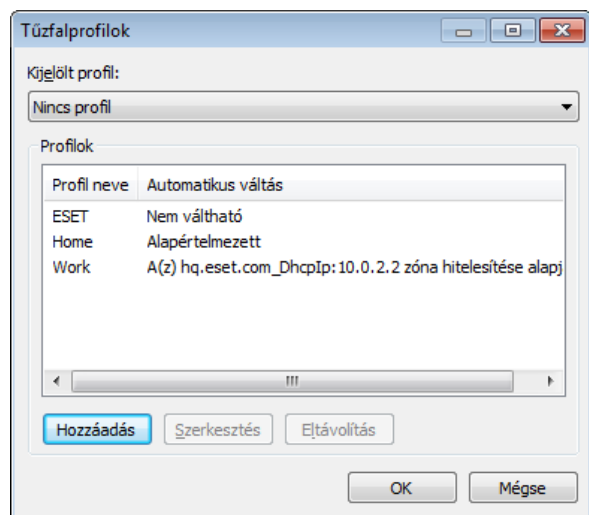 Tűzfalprofilok
Kijelölt profil:
Nincs profil
Profilok
Profil neve Automatikus váltás
ESET Nem váltható
Home Alapértelmezett
Work A(z) hq.eset.com_DhcpIp:10.0.2.2 zóna hitelesítése alapj
Hozzáadás Szerkesztés Eltávolítás
OK Mégse